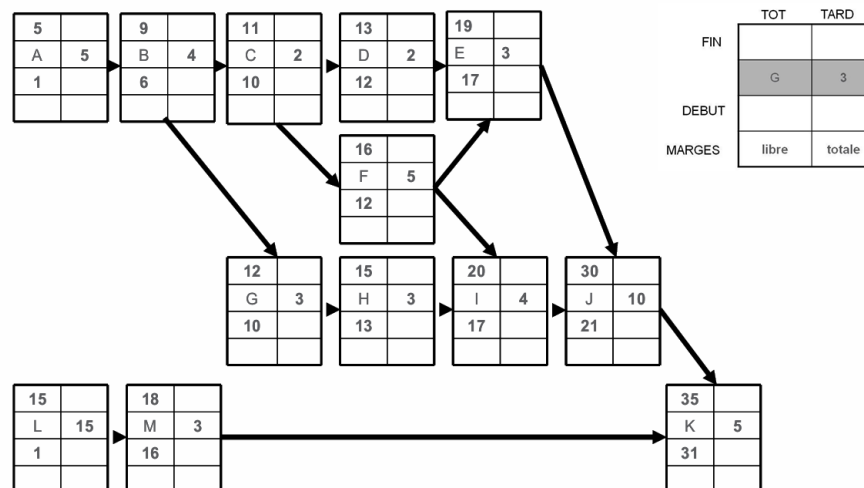 5
A 5
1
9
B 4
6
11
C 2
10
13
D 2
12
19
E 3
17
TOT TARD
FIN
G 3
DEBUT
MARGES libre totale
16
F 5
12
12
G 3
10
15
H 3
13
20
I 4
17
30
J 10
21
15
L 15
1
18
M 3
16
35
K 5
31